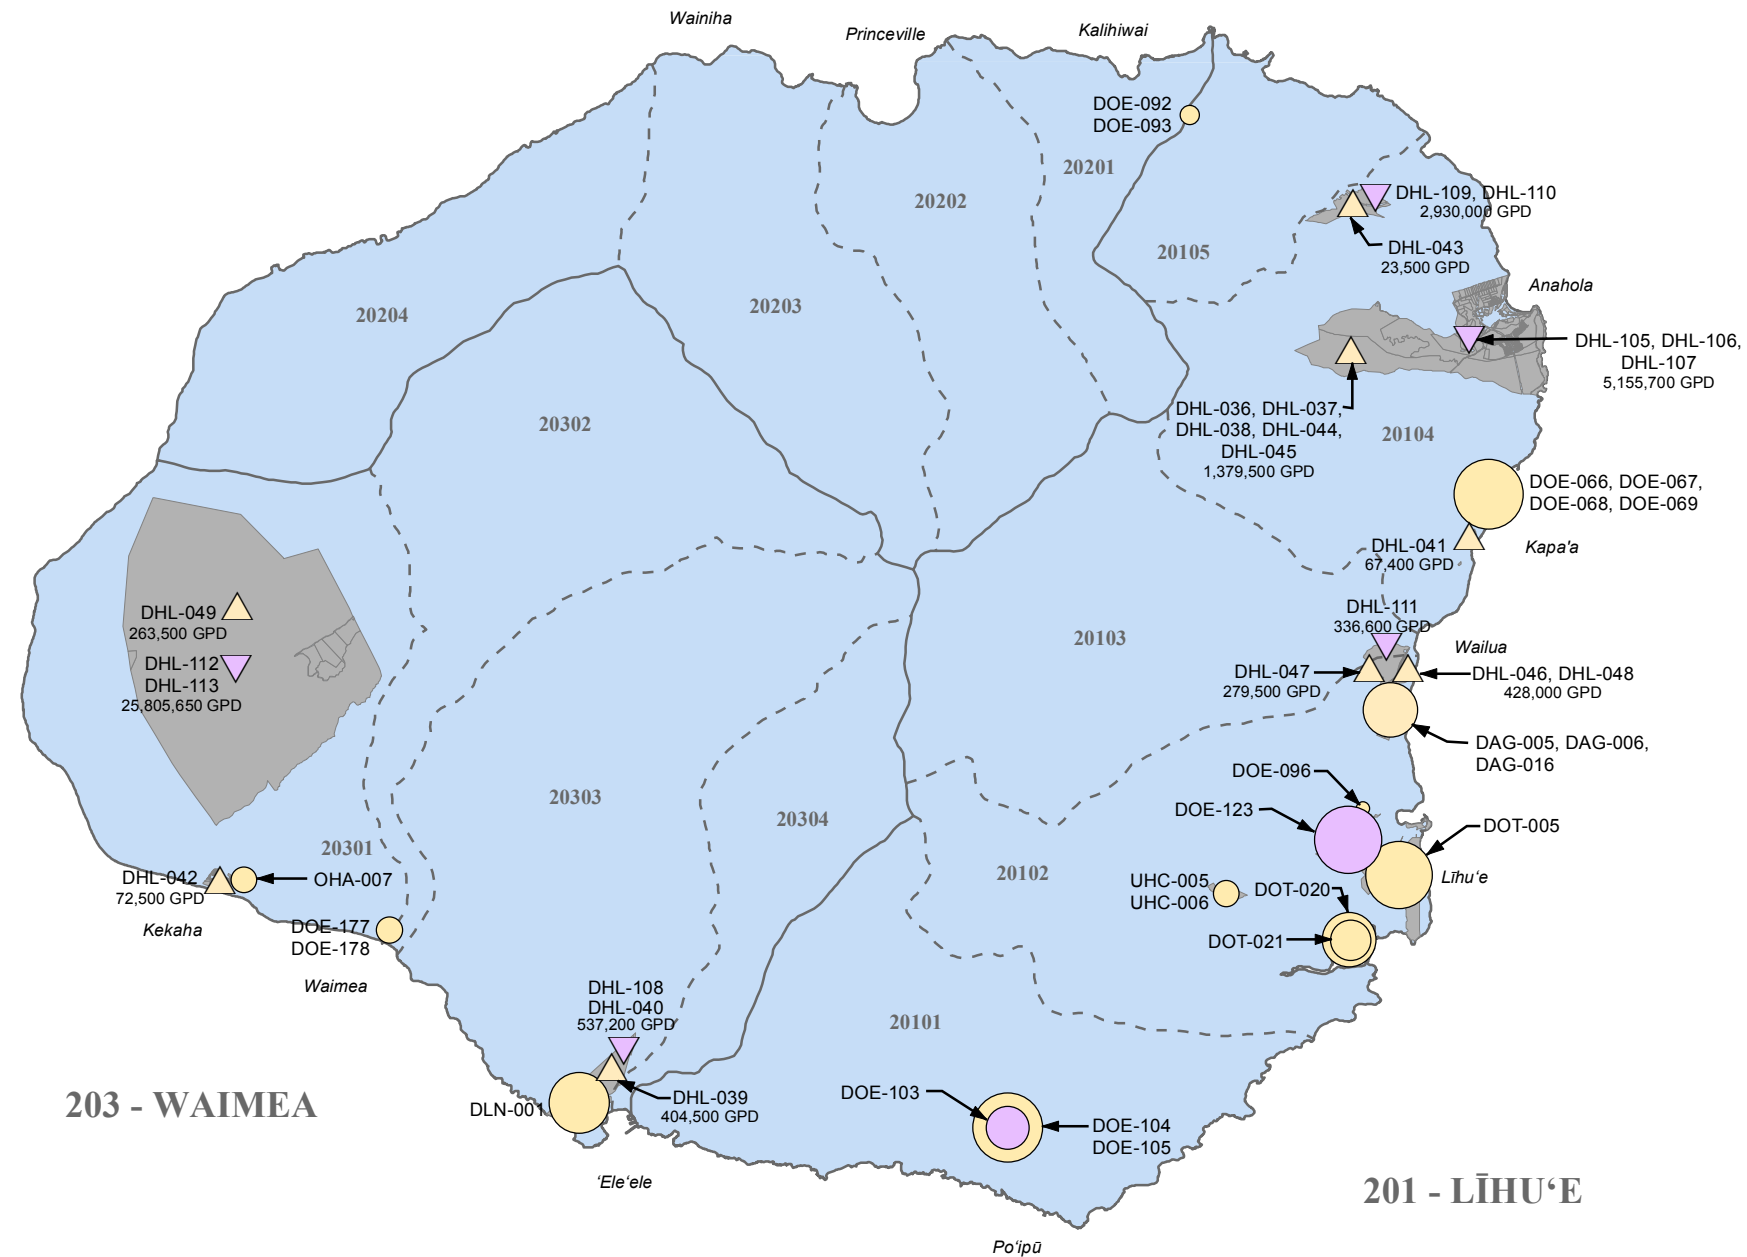 Wainiha
Princeville
Kalihiwai
DOE-092
DOE-093
20201
20202
DHL-109, DHL-110
2,930,000 GPD
20105
DHL-043
23,500 GPD
Anahola
20204
20203
DHL-105, DHL-106,
DHL-107
5,155,700 GPD
20302
DHL-036, DHL-037,
DHL-038, DHL-044,
DHL-045
1,379,500 GPD
20104
DOE-066, DOE-067,
DOE-068, DOE-069
DHL-041
67,400 GPD
Kapa'a
DHL-049
263,500 GPD
DHL-112
DHL-113
25,805,650 GPD
20103
DHL-111
336,600 GPD
Wailua
DHL-047
279,500 GPD
DHL-046, DHL-048
428,000 GPD
DAG-005, DAG-006,
DAG-016
DOE-096
DOE-123
DOT-005
20303
20304
20301
20102
DHL-042
72,500 GPD
OHA-007
Kekaha
UHC-005
UHC-006
DOT-020
Līhu‘e
DOT-021
DOE-177
DOE-178
Waimea
DHL-108
DHL-040
537,200 GPD
20101
203 - WAIMEA
DLN-001
DHL-039
404,500 GPD
DOE-103
DOE-104
DOE-105
‘Ele‘ele
201 - LĪHU‘E
Po‘ipū